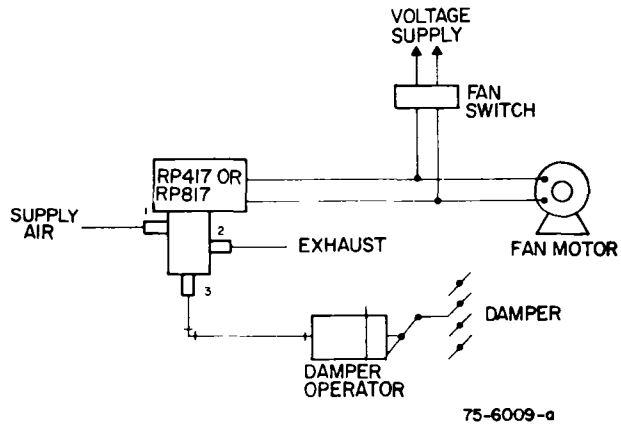 VOLTAGE
SUPPLY
FAN
SWITCH
RP417 OR
RP817
SUPPLY
AIR
1
2
EXHAUST
3
FAN MOTOR
DAMPER
DAMPER
OPERATOR
75-6009-a